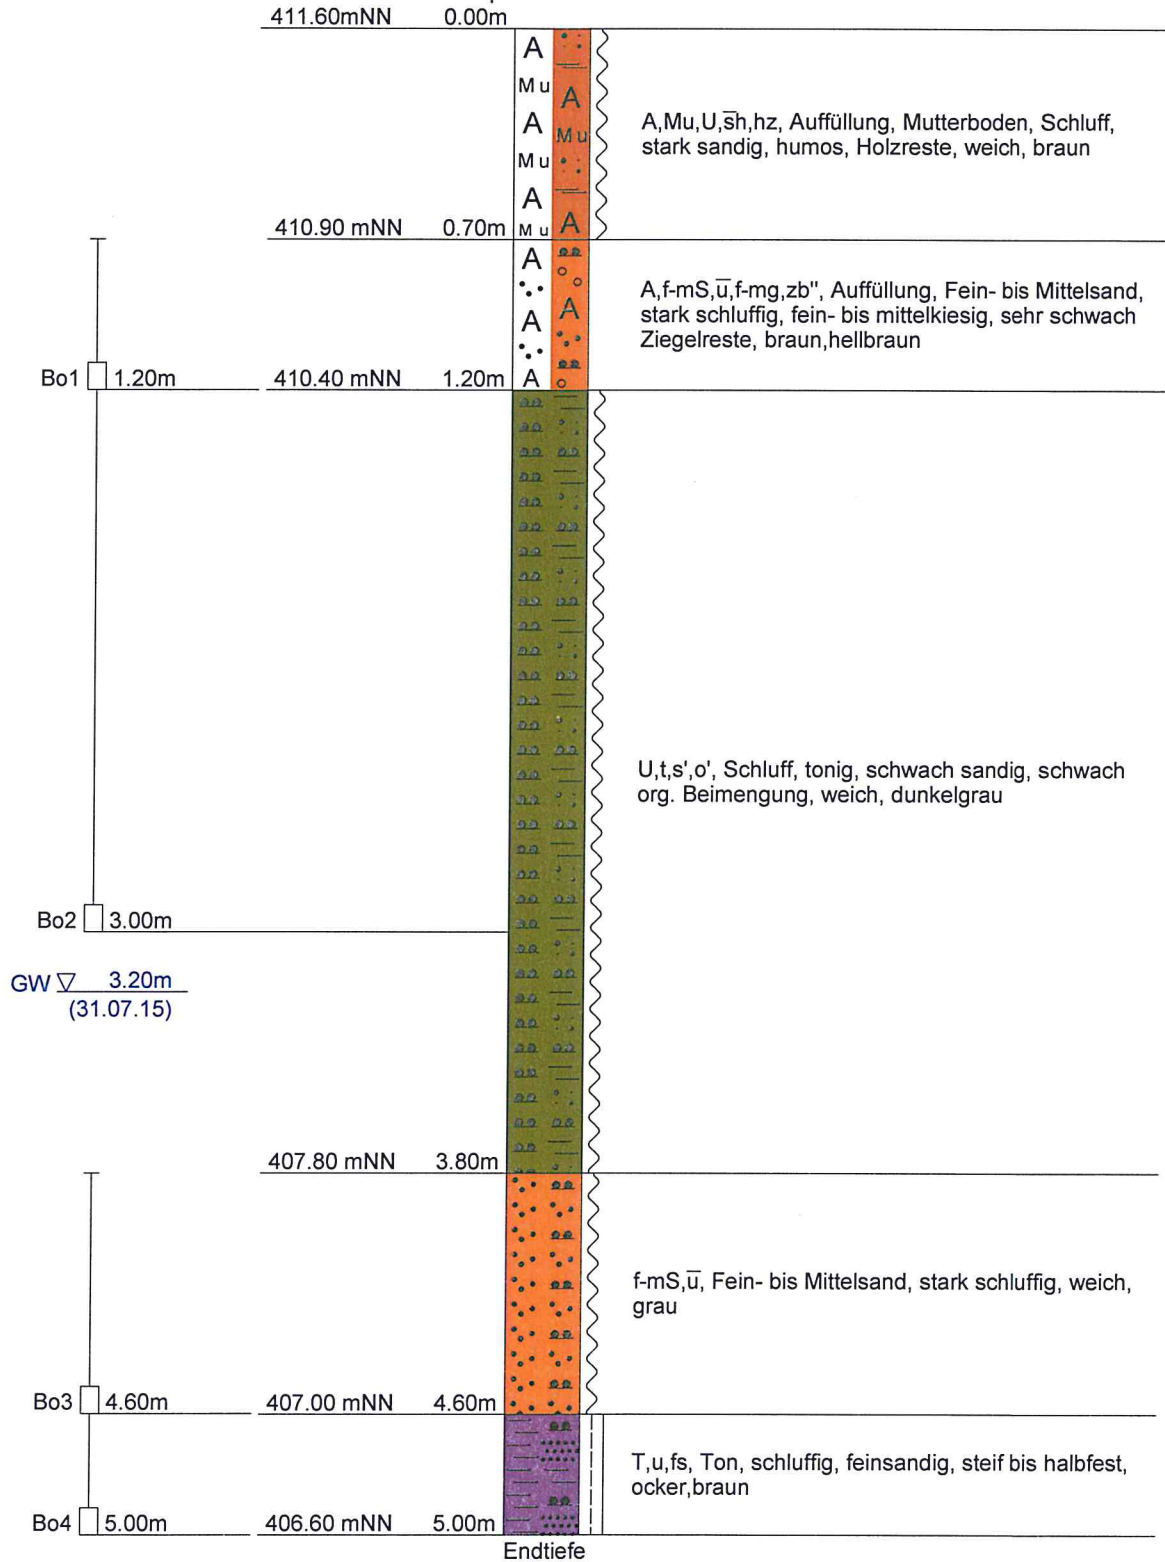 411.60mNN 0.00m
A
Mu
A
A
Mu
A
Mu
A
Mu
A
A,Mu,U,s̅h,hz, Auffüllung, Mutterboden, Schluff,
stark sandig, humos, Holzreste, weich, braun
410.90 mNN 0.70m
A
A
A
A
A,f-mS,u̅,f-mg,zb", Auffüllung, Fein- bis Mittelsand,
stark schluffig, fein- bis mittelkiesig, sehr schwach
Ziegelreste, braun,hellbraun
Bo1 1.20m 410.40 mNN 1.20m
U,t,s',o', Schluff, tonig, schwach sandig, schwach
org. Beimengung, weich, dunkelgrau
Bo2 3.00m
GW 3.20m
(31.07.15)
407.80 mNN 3.80m
f-mS,u̅, Fein- bis Mittelsand, stark schluffig, weich,
grau
Bo3 4.60m 407.00 mNN 4.60m
T,u,fs, Ton, schluffig, feinsandig, steif bis halbfest,
ocker,braun
Bo4 5.00m 406.60 mNN 5.00m
Endtiefe